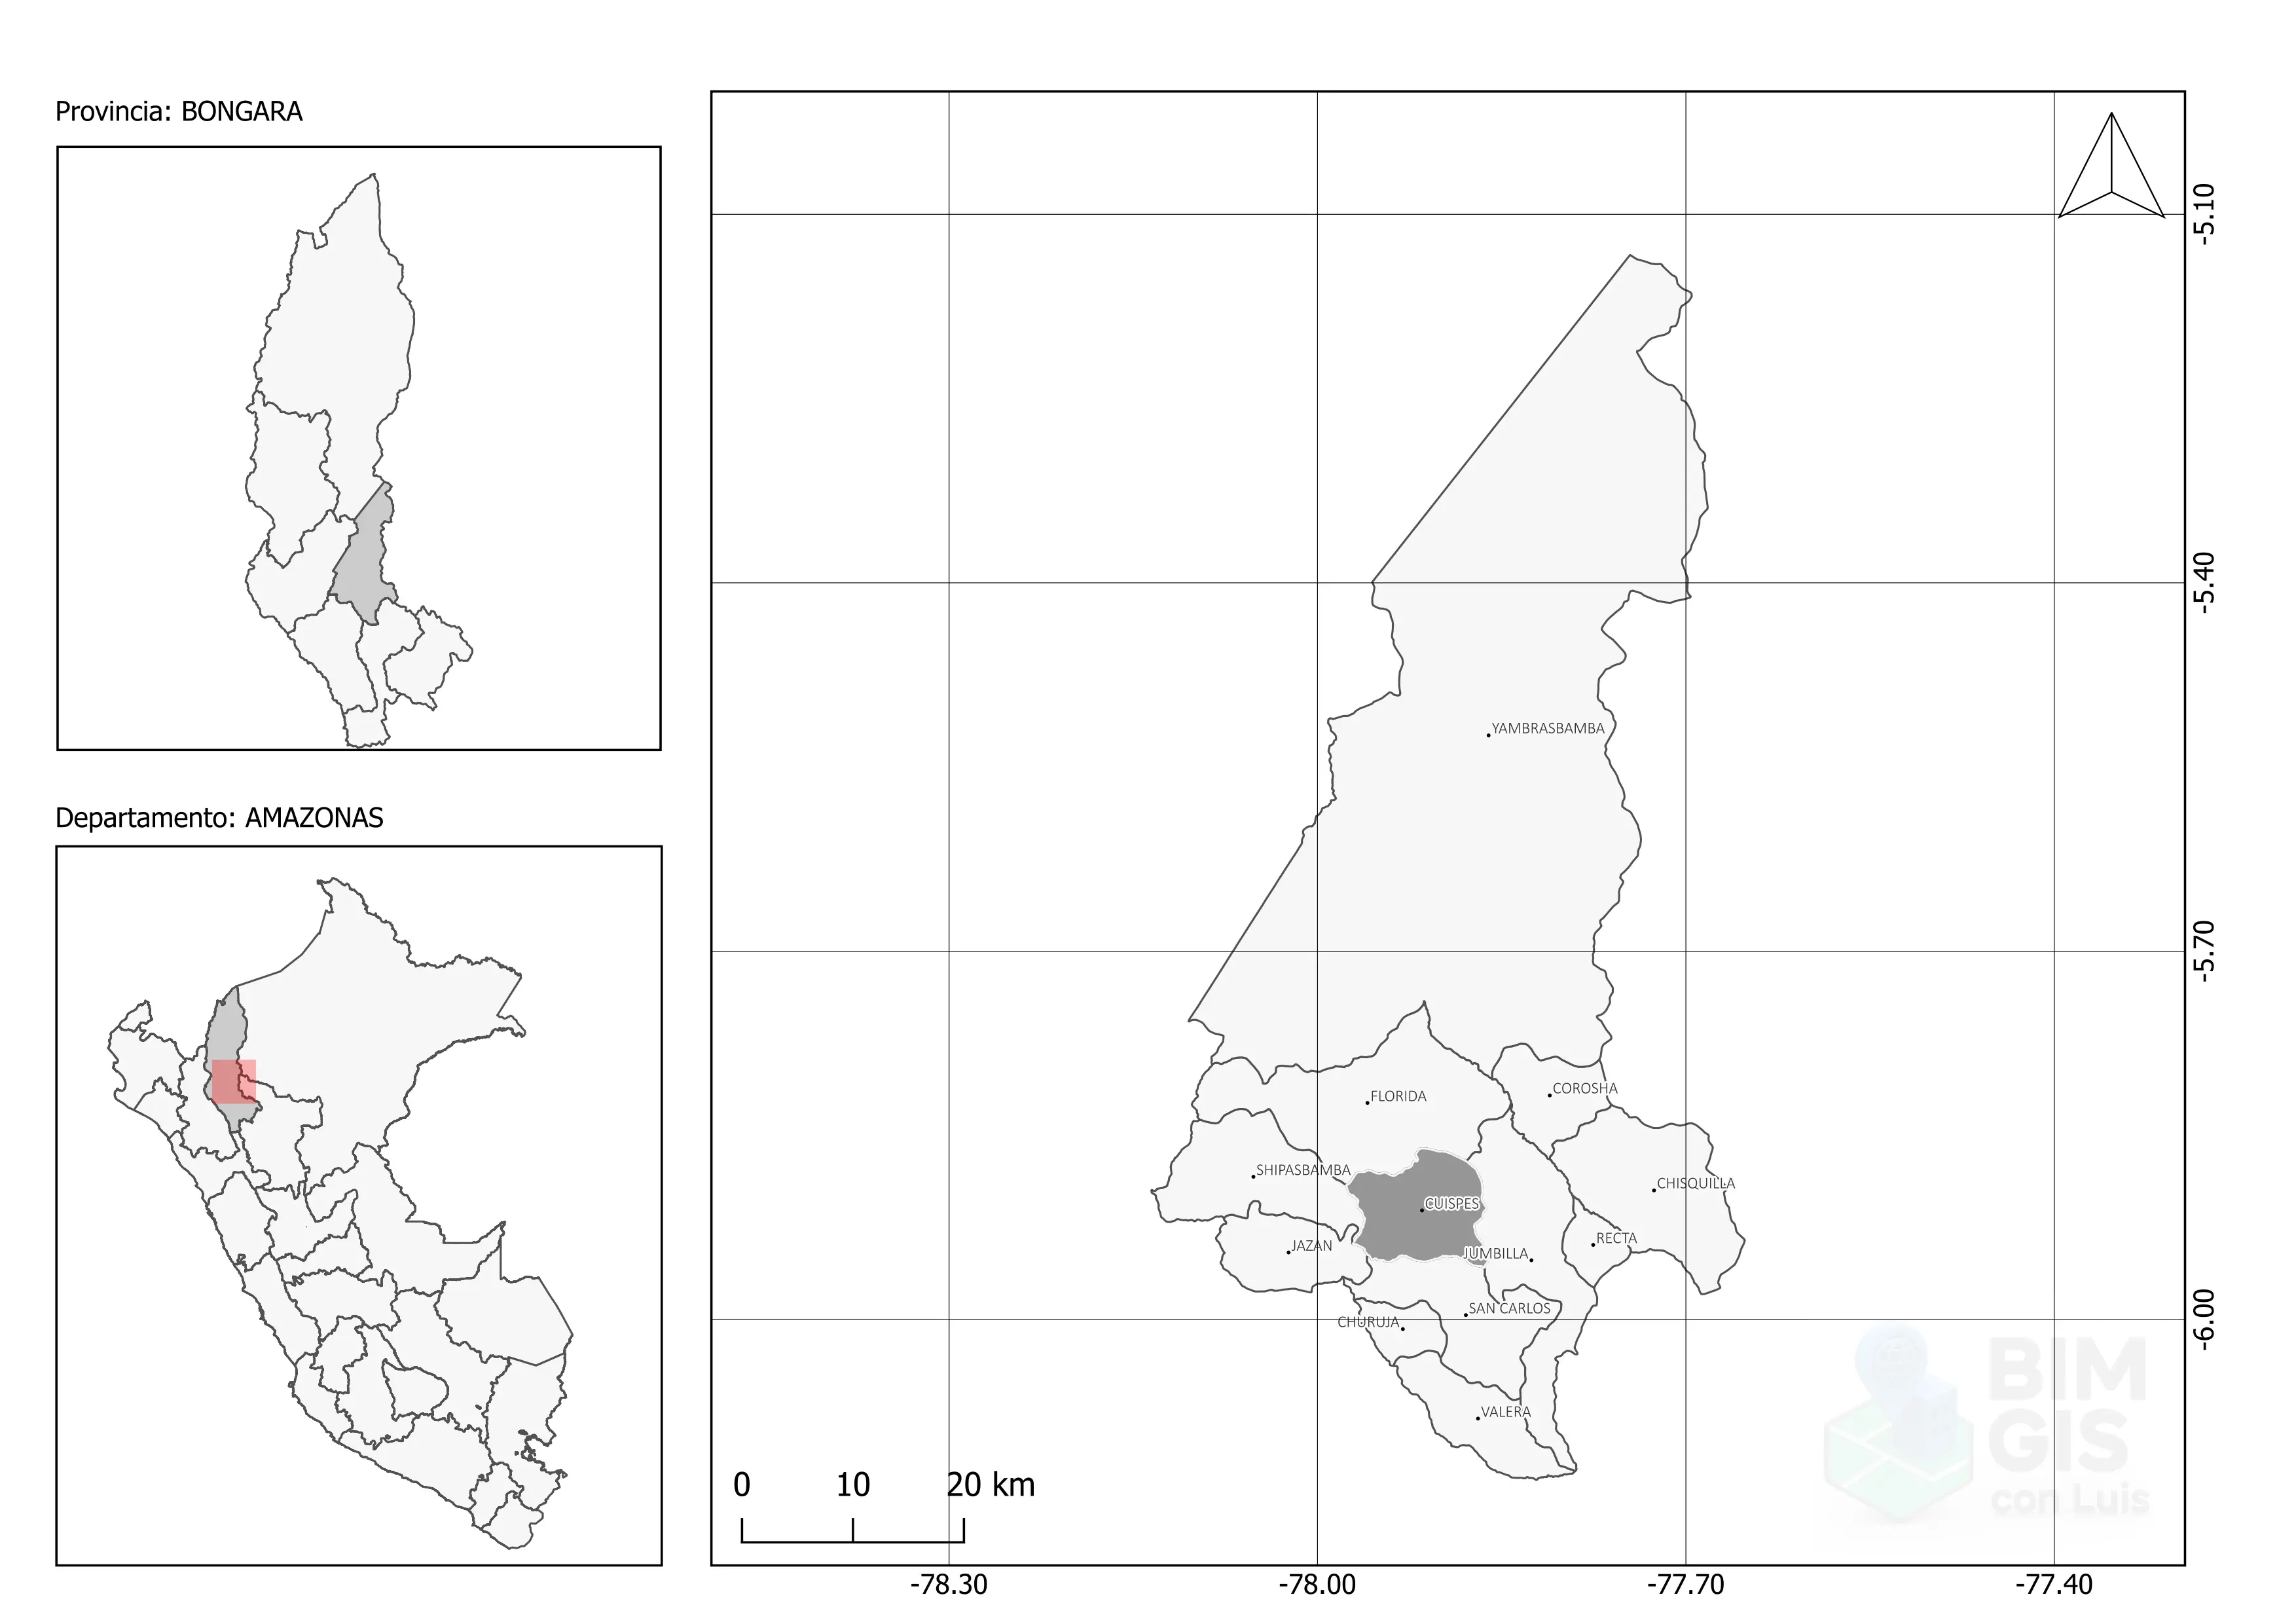 Provincia: BONGARA
Departamento: AMAZONAS
-5.10
-5.40
YAMBRASBAMBA
-5.70
COROSHA
FLORIDA
SHIPASBAMBA
CHISQUILLA
CUISPES
RECTA
JAZAN
JUMBILLA
SAN CARLOS
CHURUJA
-6.00
VALERA
BIM
GIS
con Luis
0 10 20 km
-78.30 -78.00 -77.70 -77.40